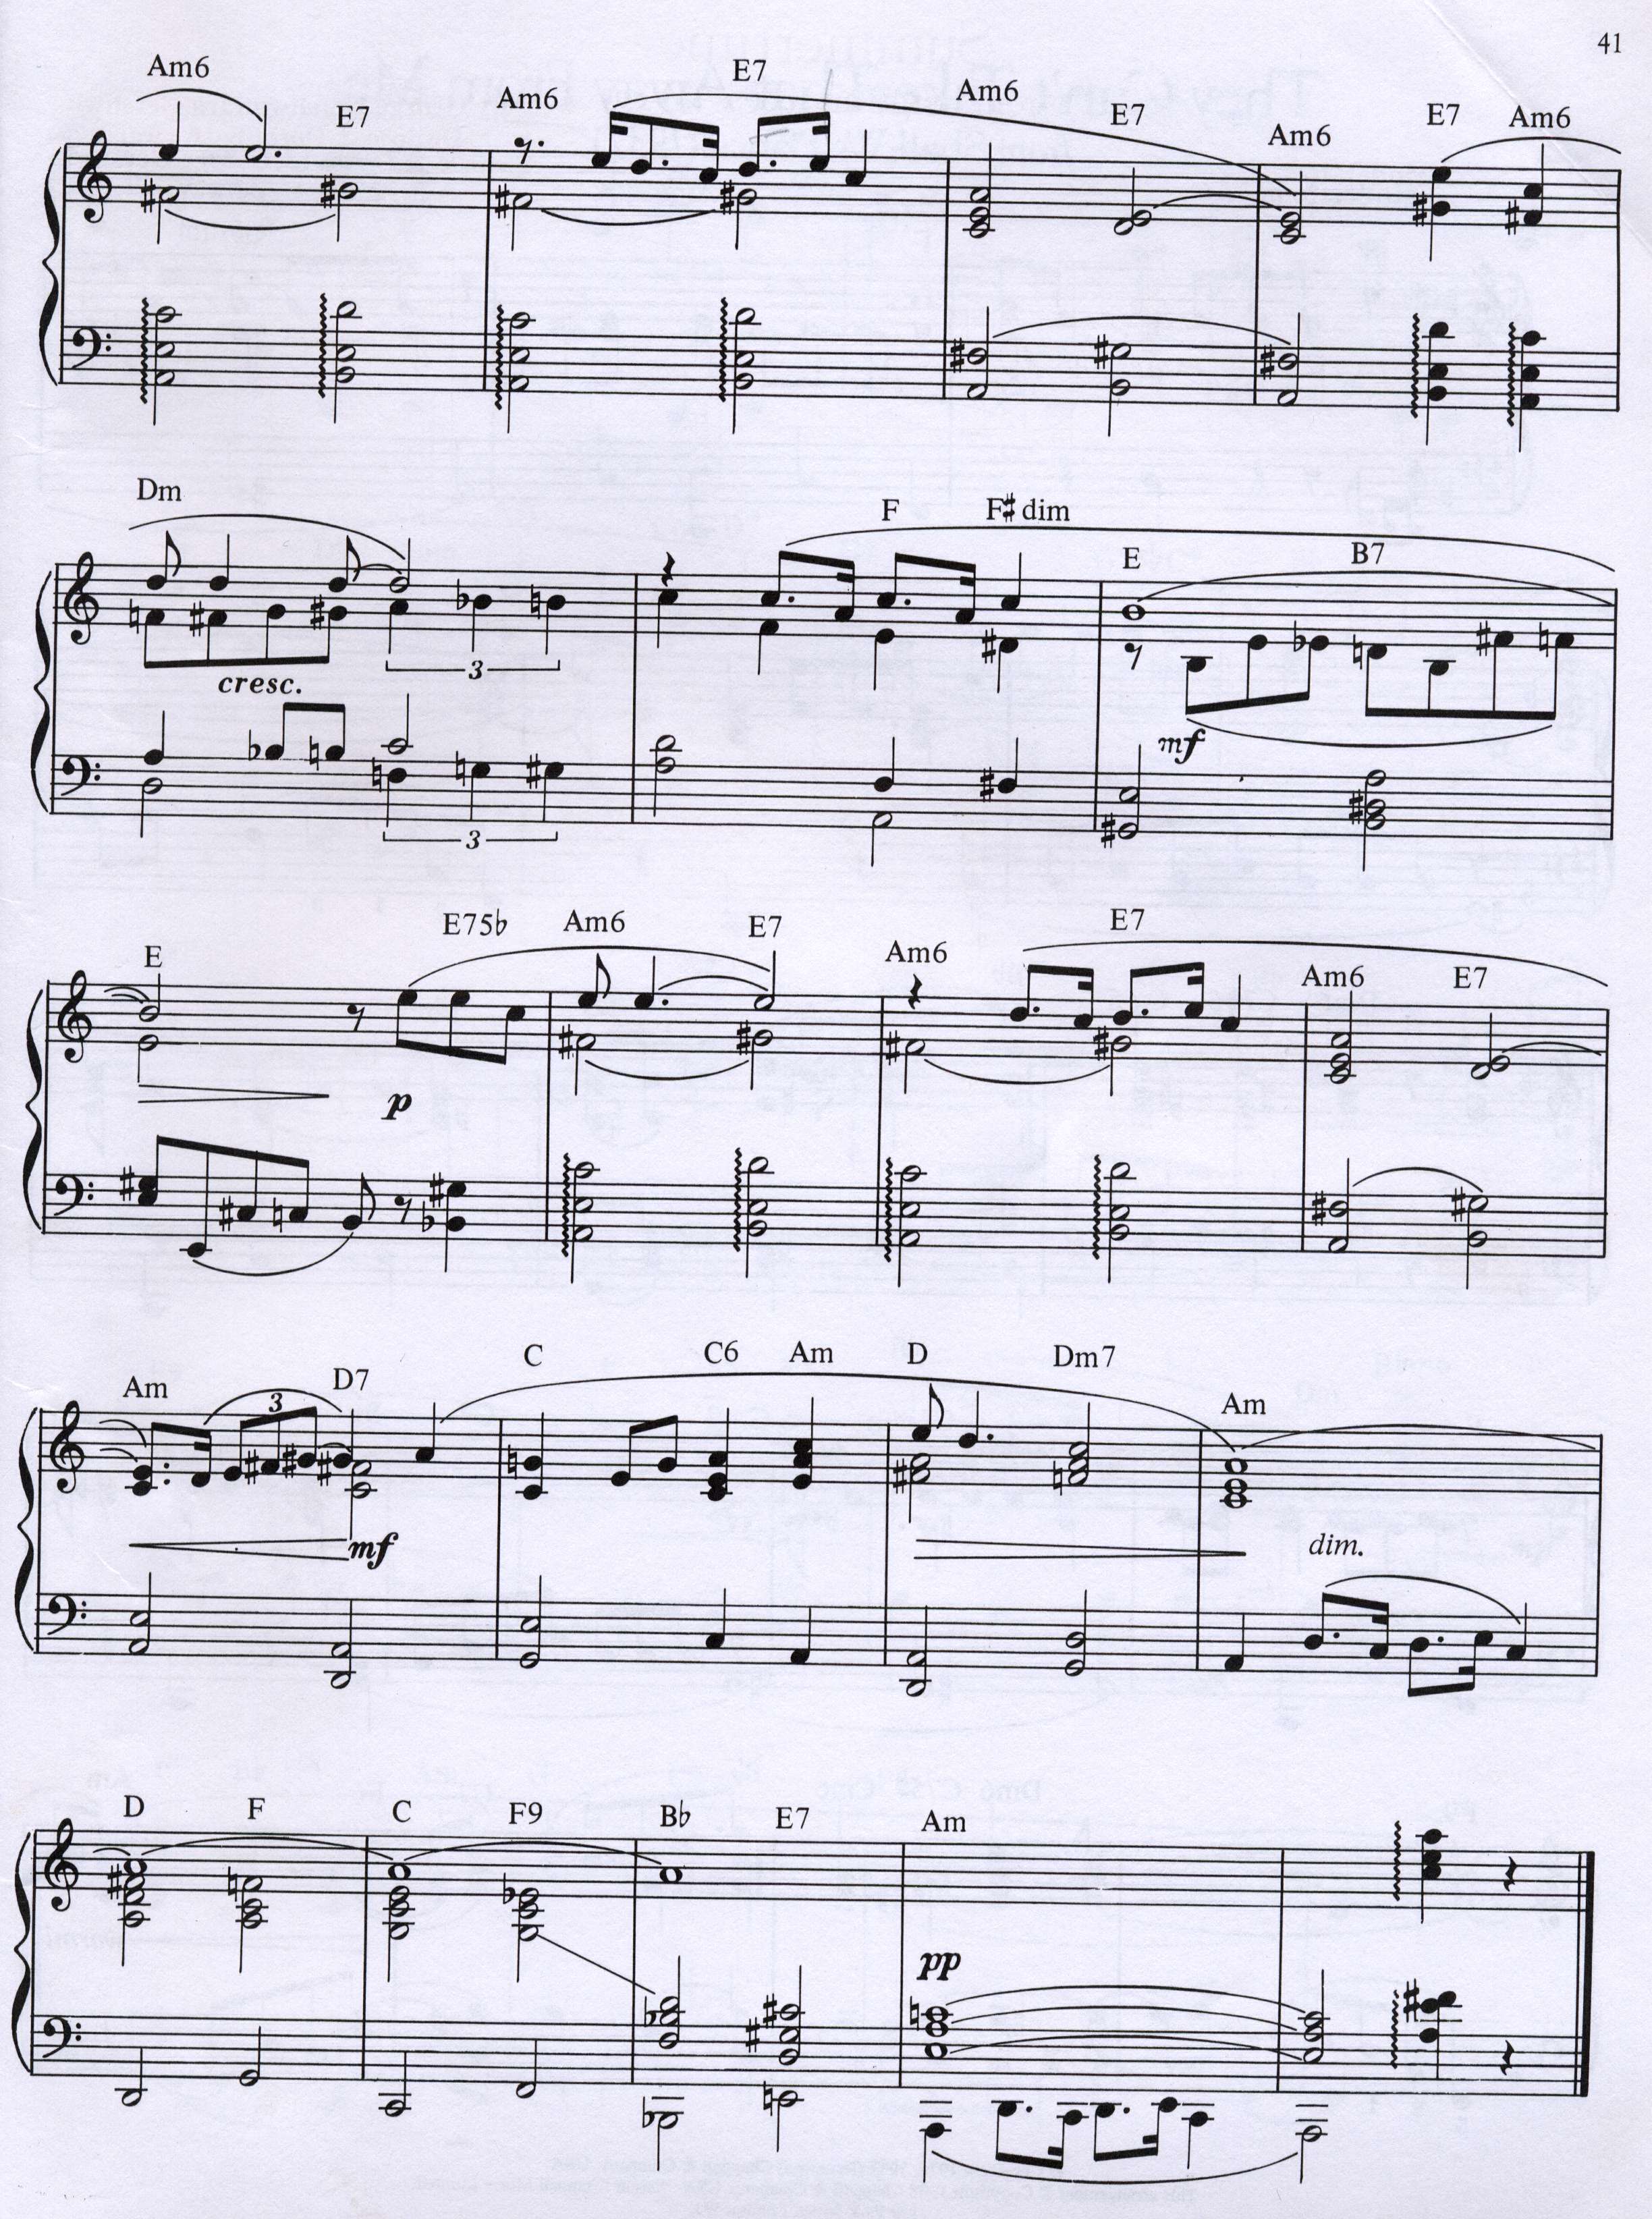 41
Am6 E7 Am6 E7 Am6 E7 Am6 E7 Am6
Dm F F♯ dim E B7
3
cresc.
mf
3
E E75♭ Am6 E7 Am6 E7 Am6 E7
p
Am D7 C C6 Am D Dm7 Am
3
mf dim.
D F C F9 B♭ E7 Am
pp